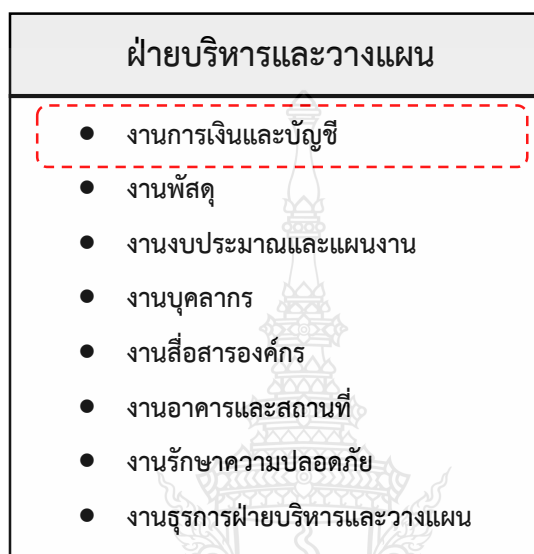 ฝ่ายบริหารและวางแผน
● งานการเงินและบัญชี
● งานพัสดุ
● งานงบประมาณและแผนงาน
● งานบุคลากร
● งานสื่อสารองค์กร
● งานอาคารและสถานที่
● งานรักษาความปลอดภัย
● งานธุรการฝ่ายบริหารและวางแผน